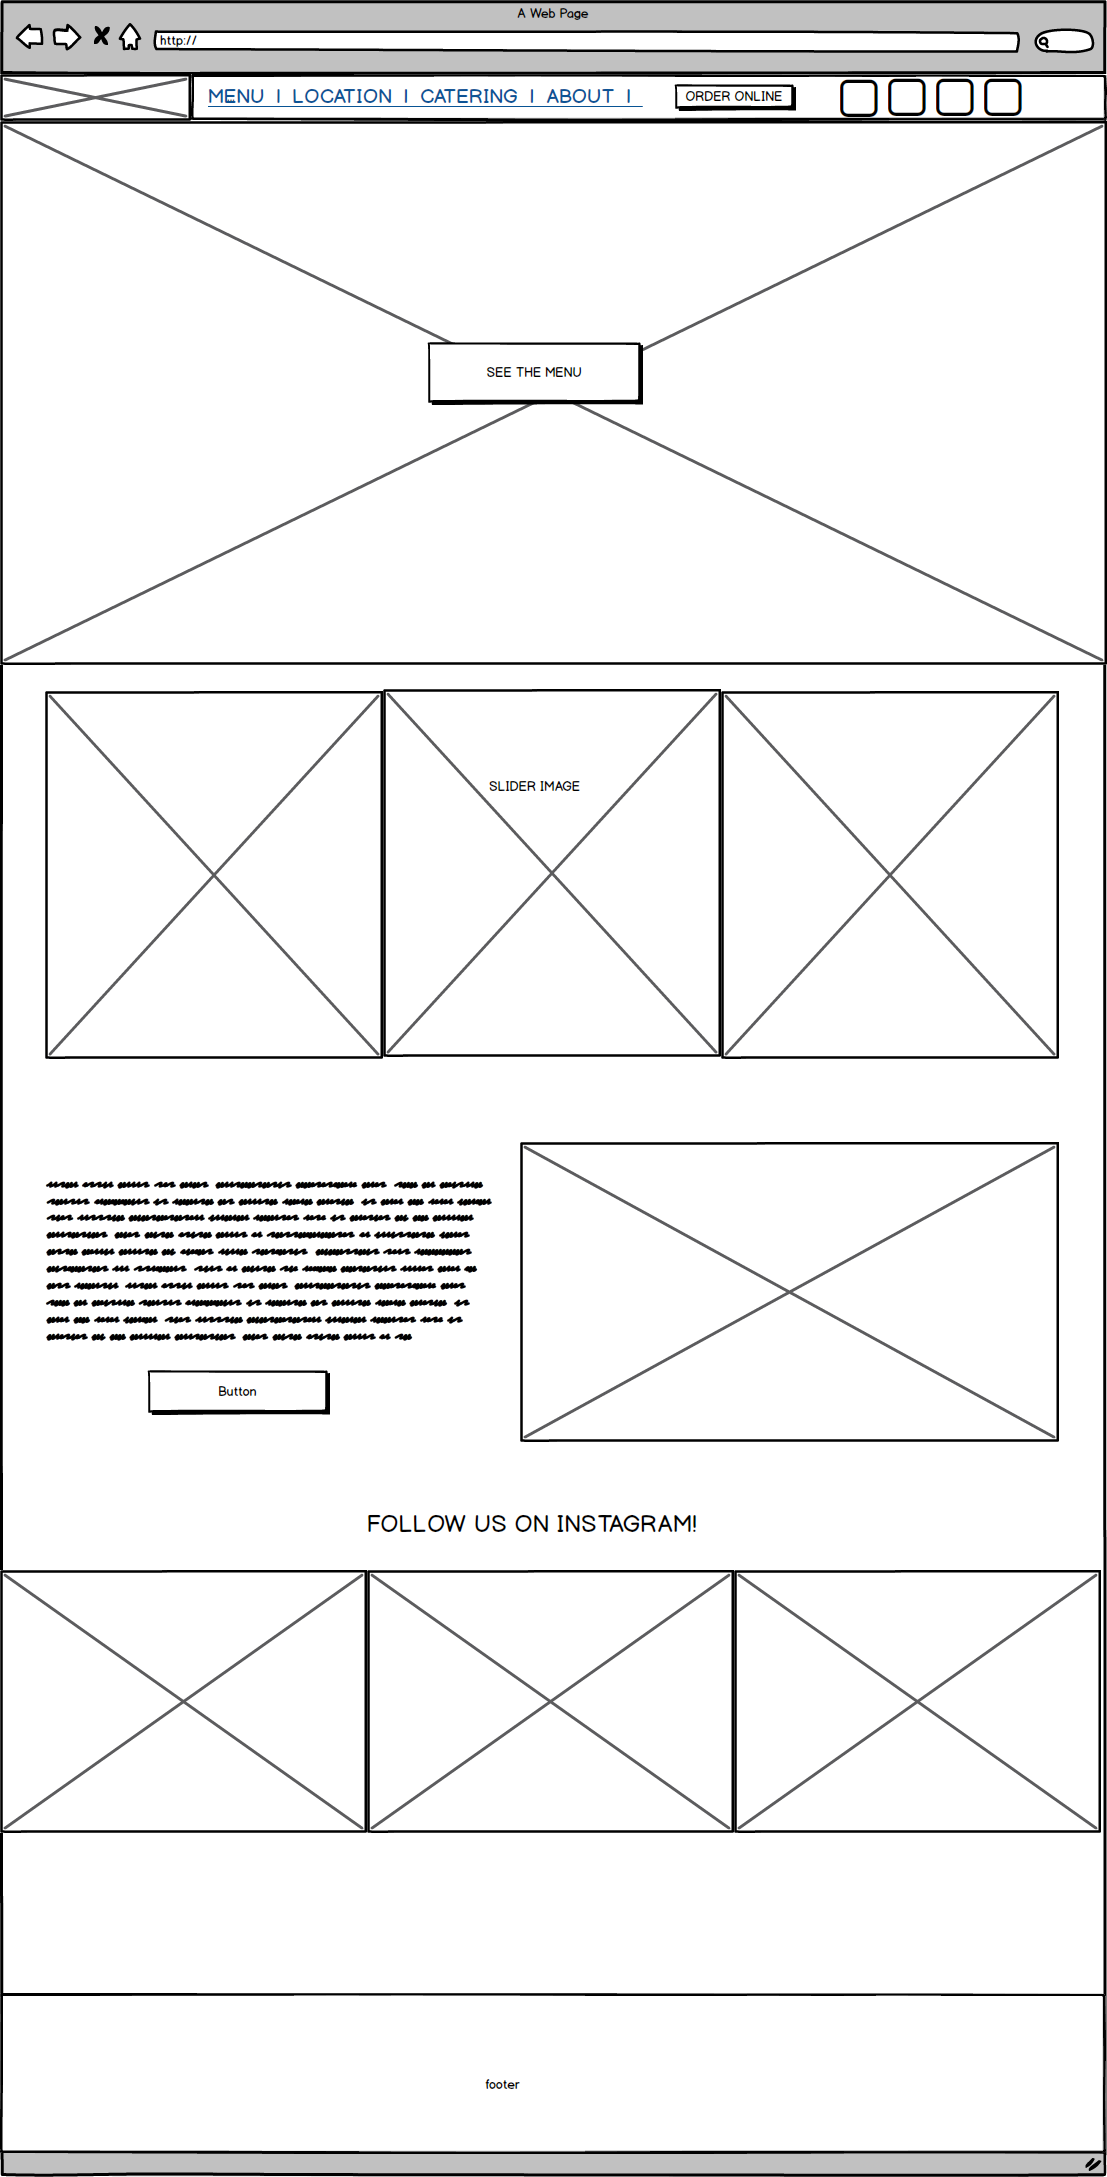 A Web Page
http://
MENU | LOCATION | CATERING | ABOUT |
ORDER ONLINE
SEE THE MENU
SLIDER IMAGE
Button
FOLLOW US ON INSTAGRAM!
footer